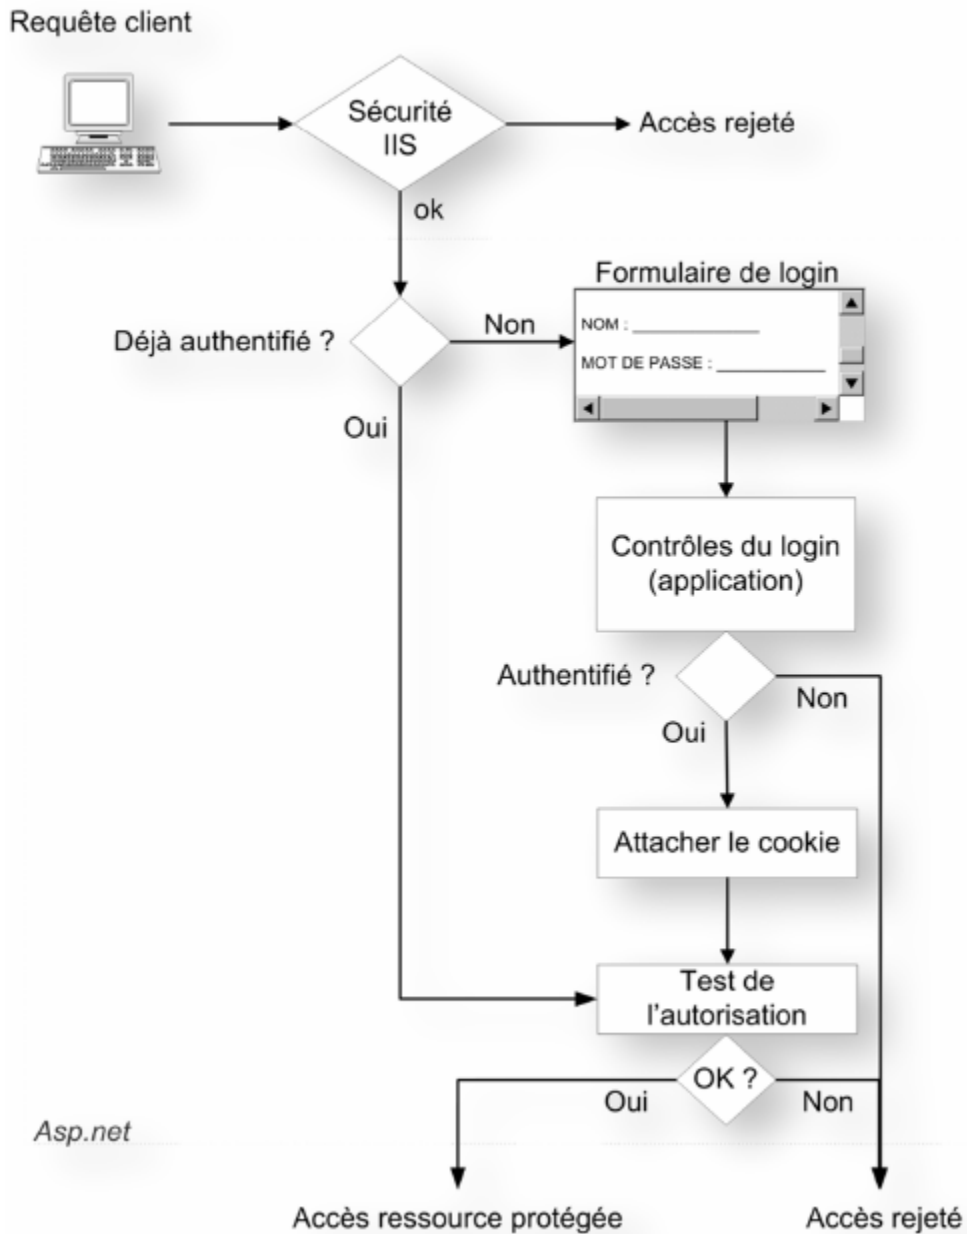 Requête client
Sécurité
IIS
Accès rejeté
ok
Formulaire de login
NOM : ______________
MOT DE PASSE : ____________
Déjà authentifié ?
Non
Oui
Contrôles du login
(application)
Authentifié ?
Non
Oui
Attacher le cookie
Test de
l'autorisation
OK ?
Oui
Non
Asp.net
Accès ressource protégée
Accès rejeté